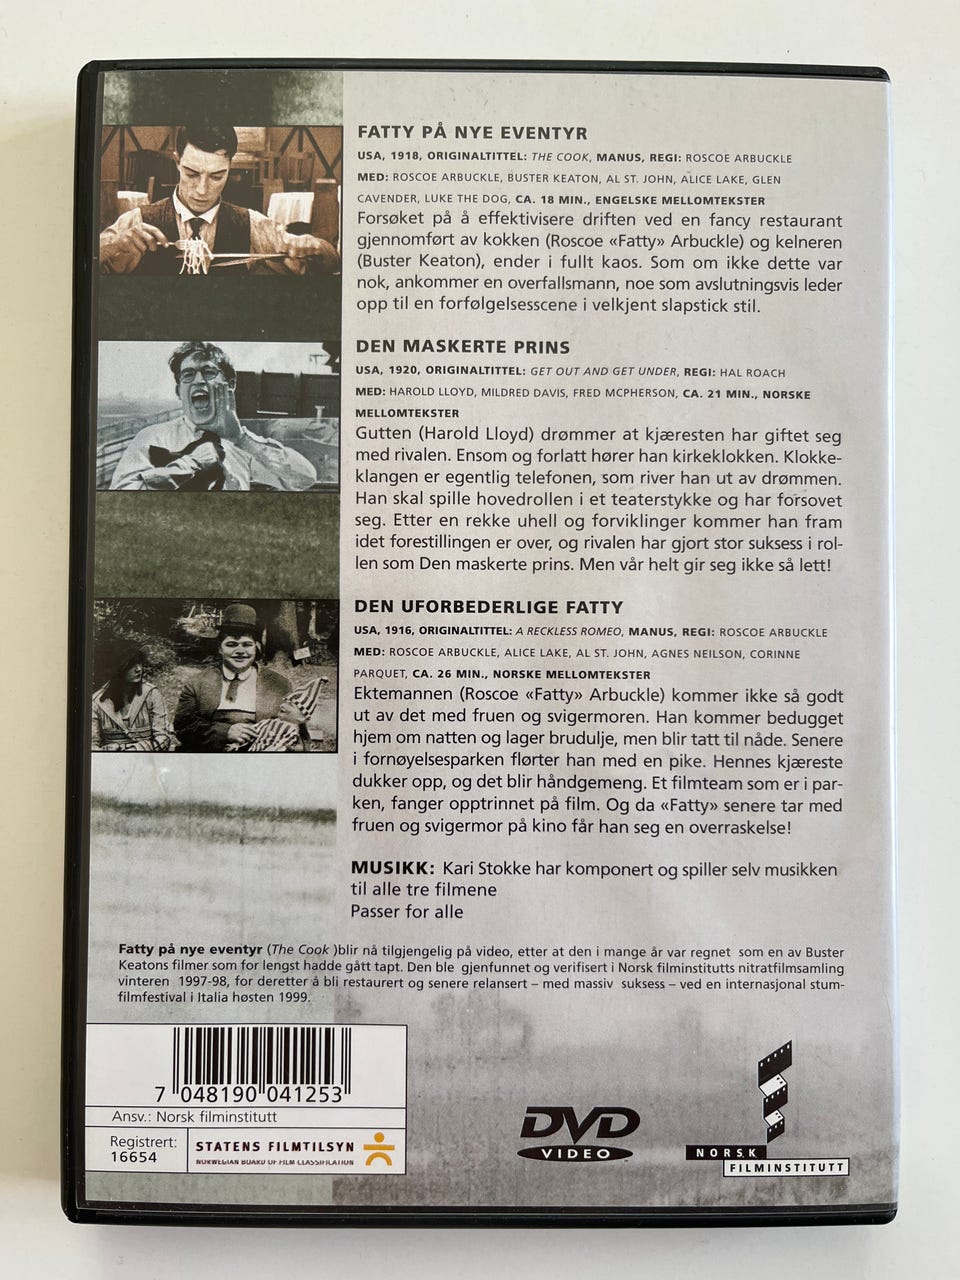 FATTY PÅ NYE EVENTYR
USA, 1918, ORIGINALTITTEL: THE COOK, MANUS, REGI: ROSCOE ARBUCKLE
MED: ROSCOE ARBUCKLE, BUSTER KEATON, AL ST. JOHN, ALICE LAKE, GLEN
CAVENDER, LUKE THE DOG, CA. 18 MIN., ENGELSKE MELLOMTEKSTER
Forsøket på å effektivisere driften ved en fancy restaurant
gjennomført av kokken (Roscoe «Fatty» Arbuckle) og kelneren
(Buster Keaton), ender i fullt kaos. Som om ikke dette var
nok, ankommer en overfallsmann, noe som avslutningsvis leder
opp til en forfølgelsesscene i velkjent slapstick stil.
DEN MASKERTE PRINS
USA, 1920, ORIGINALTITTEL: GET OUT AND GET UNDER, REGI: HAL ROACH
MED: HAROLD LLOYD, MILDRED DAVIS, FRED MCPHERSON, CA. 21 MIN., NORSKE
MELLOMTEKSTER
Gutten (Harold Lloyd) drømmer at kjæresten har giftet seg
med rivalen. Ensom og forlatt hører han kirkeklokken. Klokke-
klangen er egentlig telefonen, som river han ut av drømmen.
Han skal spille hovedrollen i et teaterstykke og har forsovet
seg. Etter en rekke uhell og forviklinger kommer han fram
idet forestillingen er over, og rivalen har gjort stor suksess i rol-
len som Den maskerte prins. Men vår helt gir seg ikke så lett!
DEN UFORBEDERLIGE FATTY
USA, 1916, ORIGINALTITTEL: A RECKLESS ROMEO, MANUS, REGI: ROSCOE ARBUCKLE
MED: ROSCOE ARBUCKLE, ALICE LAKE, AL ST. JOHN, AGNES NEILSON, CORINNE
PARQUET, CA. 26 MIN., NORSKE MELLOMTEKSTER
Ektemannen (Roscoe «Fatty» Arbuckle) kommer ikke så godt
ut av det med fruen og svigermoren. Han kommer bedugget
hjem om natten og lager brudulje, men blir tatt til nåde. Senere
i fornøyelsesparken flørter han med en pike. Hennes kjæreste
dukker opp, og det blir håndgemeng. Et filmteam som er i par-
ken, fanger opptrinnet på film. Og da «Fatty» senere tar med
fruen og svigermor på kino får han seg en overraskelse!
MUSIKK: Kari Stokke har komponert og spiller selv musikken
til alle tre filmene
Passer for alle
Fatty på nye eventyr (The Cook )blir nå tilgjengelig på video, etter at den i mange år var regnet som en av Buster
Keatons filmer som for lengst hadde gått tapt. Den ble gjenfunnet og verifisert i Norsk filminstitutts nitratfilmsamling
vinteren 1997-98, for deretter å bli restaurert og senere relansert – med massiv suksess – ved en internasjonal stum-
filmfestival i Italia høsten 1999.
7 048190 041253
Ansv.: Norsk filminstitutt
Registrert:
16654
STATENS FILMTILSYN
NORWEGIAN BOARD OF FILM CLASSIFICATION
DVD
VIDEO
NORSK
FILMINSTITUTT